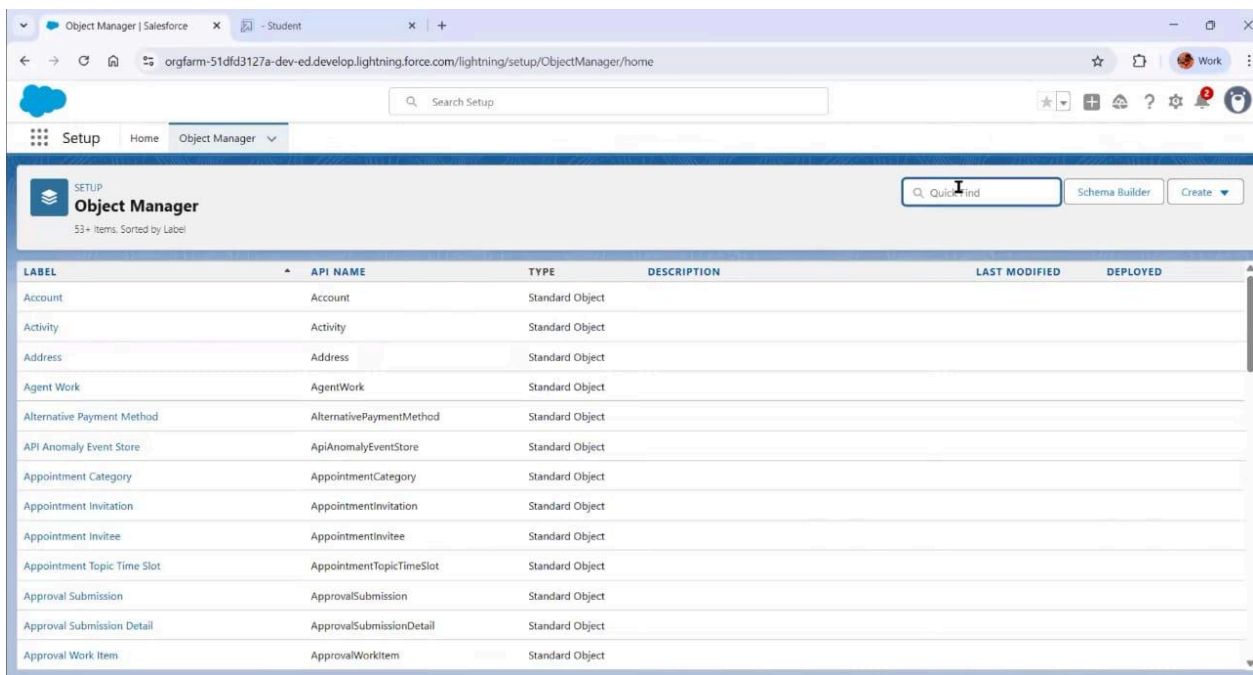 Object Manager | Salesforce
- Student
orgfarm-51dfd3127a-dev-ed.develop.lightning.force.com/lightning/setup/ObjectManager/home
Work
Search Setup
2
Setup Home Object Manager
SETUP
Object Manager
53+ Items, Sorted by Label
Quick Find
Schema Builder
Create
LABEL API NAME TYPE DESCRIPTION LAST MODIFIED DEPLOYED
Account Account Standard Object
Activity Activity Standard Object
Address Address Standard Object
Agent Work AgentWork Standard Object
Alternative Payment Method AlternativePaymentMethod Standard Object
API Anomaly Event Store ApiAnomalyEventStore Standard Object
Appointment Category AppointmentCategory Standard Object
Appointment Invitation AppointmentInvitation Standard Object
Appointment Invitee AppointmentInvitee Standard Object
Appointment Topic Time Slot AppointmentTopicTimeSlot Standard Object
Approval Submission ApprovalSubmission Standard Object
Approval Submission Detail ApprovalSubmissionDetail Standard Object
Approval Work Item ApprovalWorkItem Standard Object